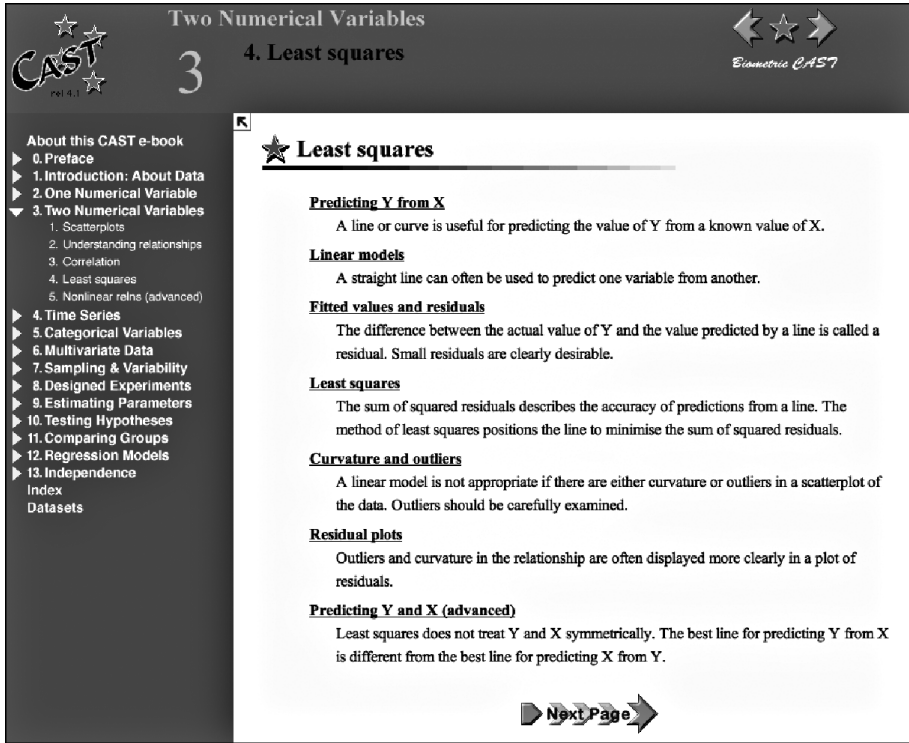 Two Numerical Variables
CAST
rel 4.1
3
4. Least squares
Biometric CAST
About this CAST e-book
0. Preface
1. Introduction: About Data
2. One Numerical Variable
3. Two Numerical Variables
1. Scatterplots
2. Understanding relationships
3. Correlation
4. Least squares
5. Nonlinear relns (advanced)
4. Time Series
5. Categorical Variables
6. Multivariate Data
7. Sampling & Variability
8. Designed Experiments
9. Estimating Parameters
10. Testing Hypotheses
11. Comparing Groups
12. Regression Models
13. Independence
Index
Datasets
Least squares
Predicting Y from X
A line or curve is useful for predicting the value of Y from a known value of X.
Linear models
A straight line can often be used to predict one variable from another.
Fitted values and residuals
The difference between the actual value of Y and the value predicted by a line is called a
residual. Small residuals are clearly desirable.
Least squares
The sum of squared residuals describes the accuracy of predictions from a line. The
method of least squares positions the line to minimise the sum of squared residuals.
Curvature and outliers
A linear model is not appropriate if there are either curvature or outliers in a scatterplot of
the data. Outliers should be carefully examined.
Residual plots
Outliers and curvature in the relationship are often displayed more clearly in a plot of
residuals.
Predicting Y and X (advanced)
Least squares does not treat Y and X symmetrically. The best line for predicting Y from X
is different from the best line for predicting X from Y.
Next Page